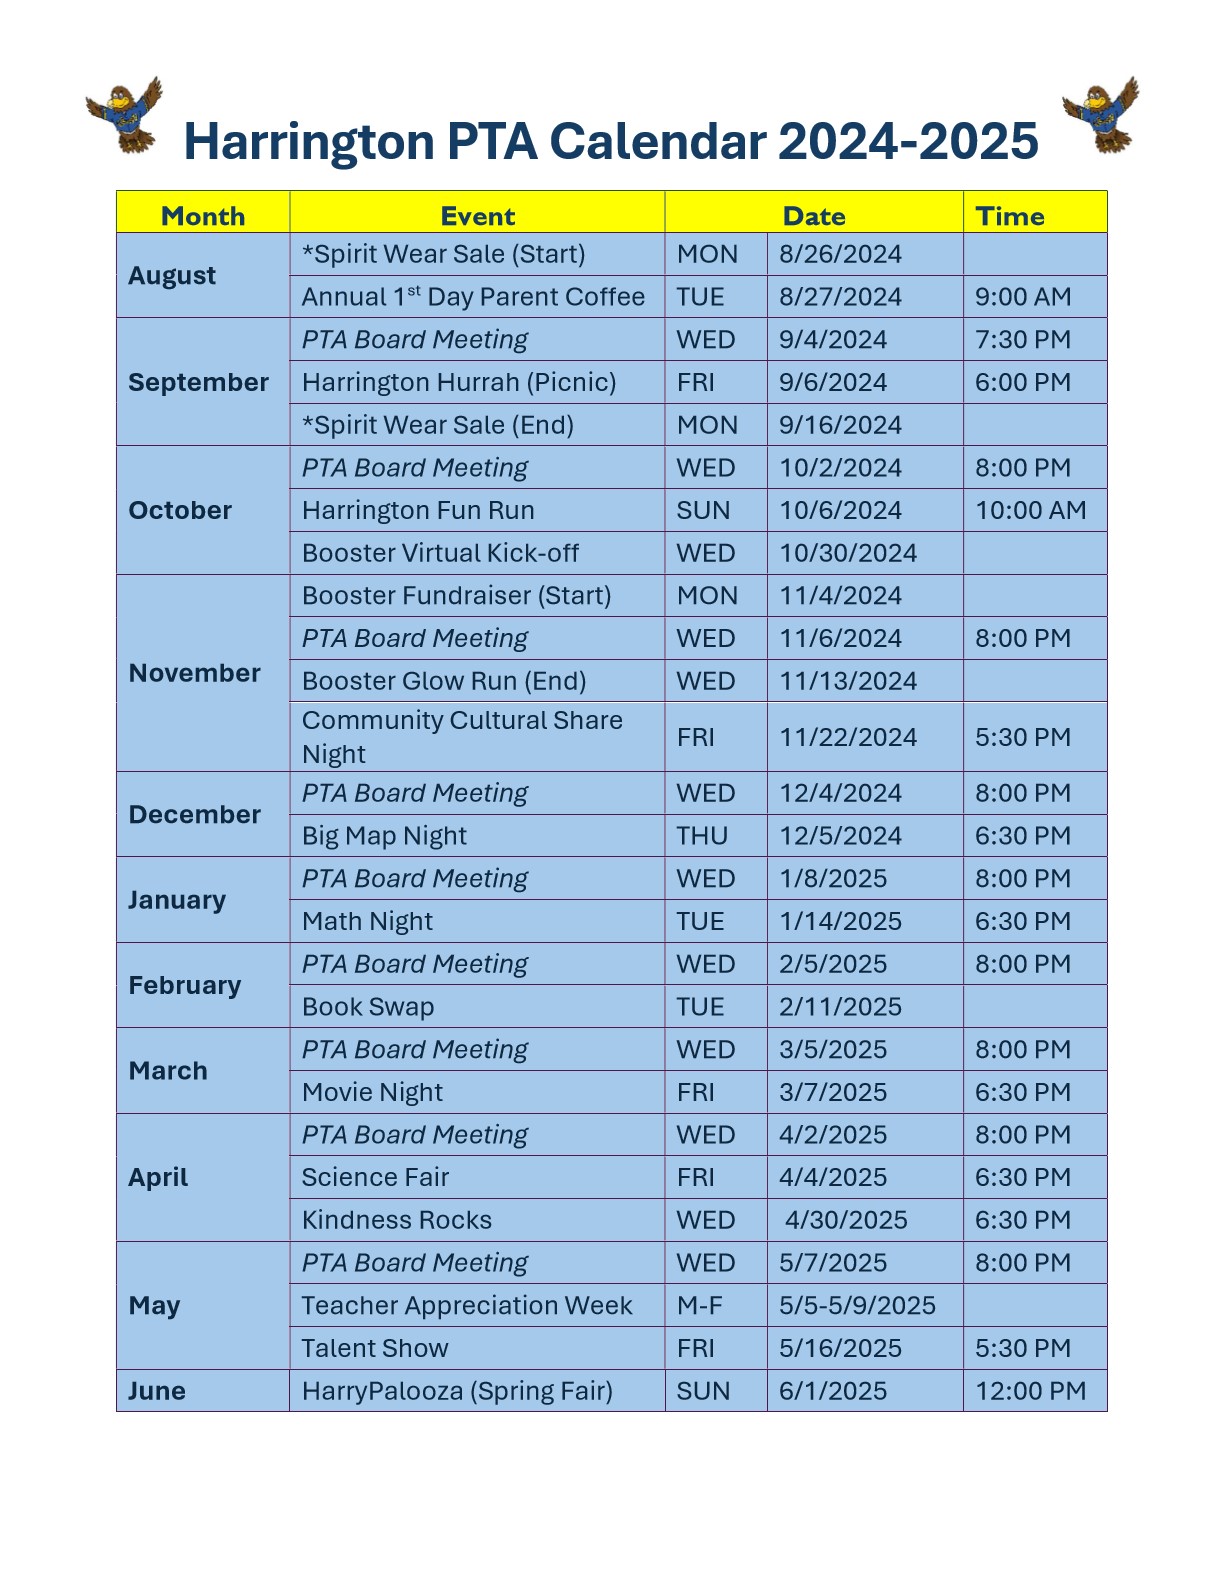 Harrington PTA Calendar 2024-2025
Month Event Date Time
August
*Spirit Wear Sale (Start) MON 8/26/2024
Annual 1st Day Parent Coffee TUE 8/27/2024 9:00 AM
September
PTA Board Meeting WED 9/4/2024 7:30 PM
Harrington Hurrah (Picnic) FRI 9/6/2024 6:00 PM
*Spirit Wear Sale (End) MON 9/16/2024
October
PTA Board Meeting WED 10/2/2024 8:00 PM
Harrington Fun Run SUN 10/6/2024 10:00 AM
Booster Virtual Kick-off WED 10/30/2024
November
Booster Fundraiser (Start) MON 11/4/2024
PTA Board Meeting WED 11/6/2024 8:00 PM
Booster Glow Run (End) WED 11/13/2024
Community Cultural Share
Night FRI 11/22/2024 5:30 PM
December
PTA Board Meeting WED 12/4/2024 8:00 PM
Big Map Night THU 12/5/2024 6:30 PM
January
PTA Board Meeting WED 1/8/2025 8:00 PM
Math Night TUE 1/14/2025 6:30 PM
February
PTA Board Meeting WED 2/5/2025 8:00 PM
Book Swap TUE 2/11/2025
March
PTA Board Meeting WED 3/5/2025 8:00 PM
Movie Night FRI 3/7/2025 6:30 PM
April
PTA Board Meeting WED 4/2/2025 8:00 PM
Science Fair FRI 4/4/2025 6:30 PM
Kindness Rocks WED 4/30/2025 6:30 PM
May
PTA Board Meeting WED 5/7/2025 8:00 PM
Teacher Appreciation Week M-F 5/5-5/9/2025
Talent Show FRI 5/16/2025 5:30 PM
June
HarryPalooza (Spring Fair) SUN 6/1/2025 12:00 PM